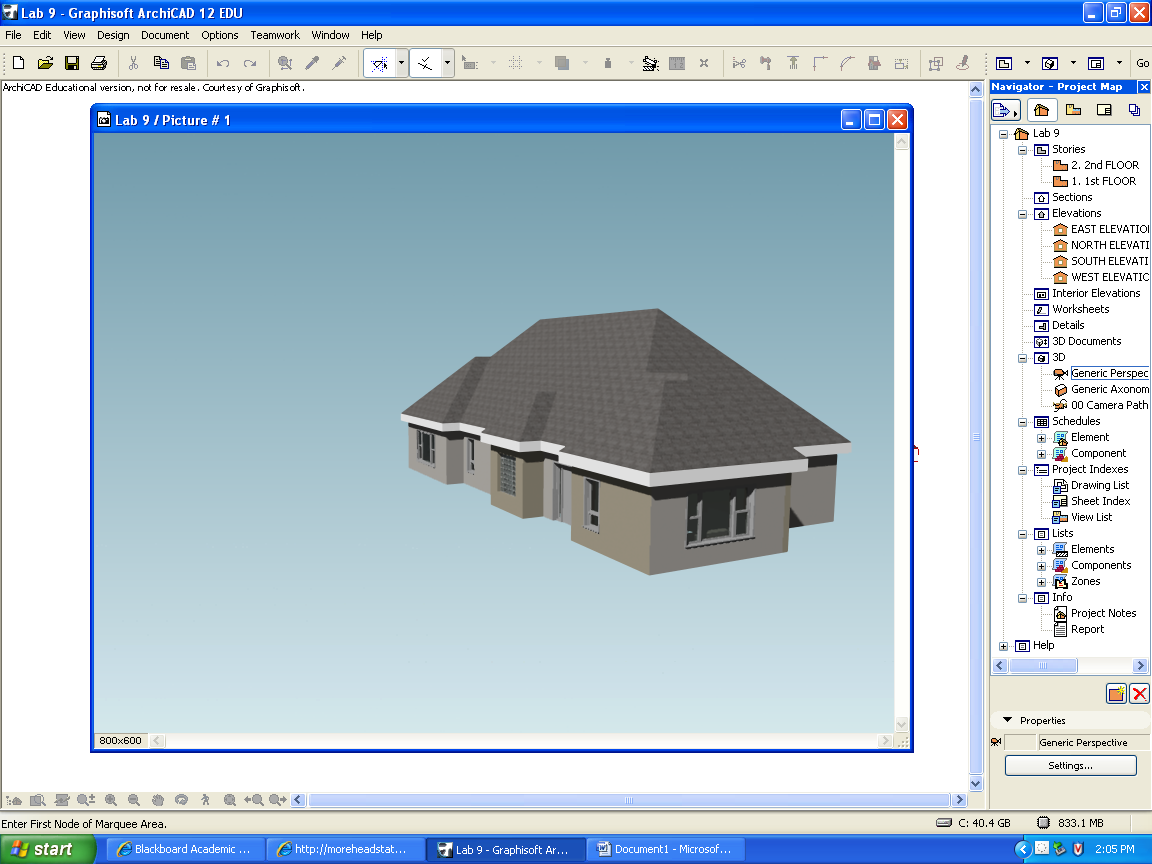 Lab 9 - Graphisoft ArchiCAD 12 EDU
File Edit View Design Document Options Teamwork Window Help
Go
ArchiCAD Educational version, not for resale. Courtesy of Graphisoft.
Lab 9 / Picture # 1
800x600
Navigator - Project Map
Lab 9
Stories
2. 2nd FLOOR
1. 1st FLOOR
Sections
Elevations
EAST ELEVATIO
NORTH ELEVATI
SOUTH ELEVATI
WEST ELEVATIO
Interior Elevations
Worksheets
Details
3D Documents
3D
Generic Perspec
Generic Axonom
00 Camera Path
Schedules
Element
Component
Project Indexes
Drawing List
Sheet Index
View List
Lists
Elements
Components
Zones
Info
Project Notes
Report
Help
Properties
Generic Perspective
Settings...
Enter First Node of Marquee Area.
C: 40.4 GB
833.1 MB
start
Blackboard Academic ...
http://moreheadstat...
Lab 9 - Graphisoft Ar...
Document1 - Microsof...
2:05 PM